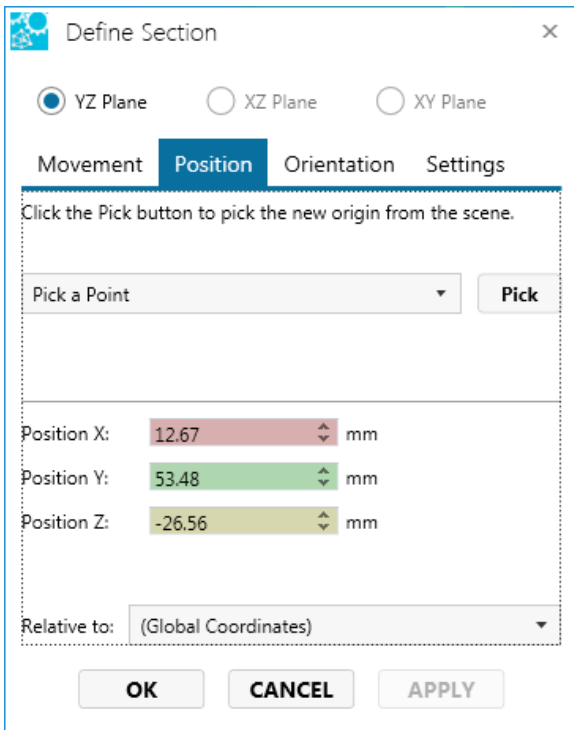 Define Section
YZ Plane XZ Plane XY Plane
Movement Position Orientation Settings
Click the Pick button to pick the new origin from the scene.
Pick a Point Pick
Position X: 12.67 mm
Position Y: 53.48 mm
Position Z: -26.56 mm
Relative to: (Global Coordinates)
OK CANCEL APPLY